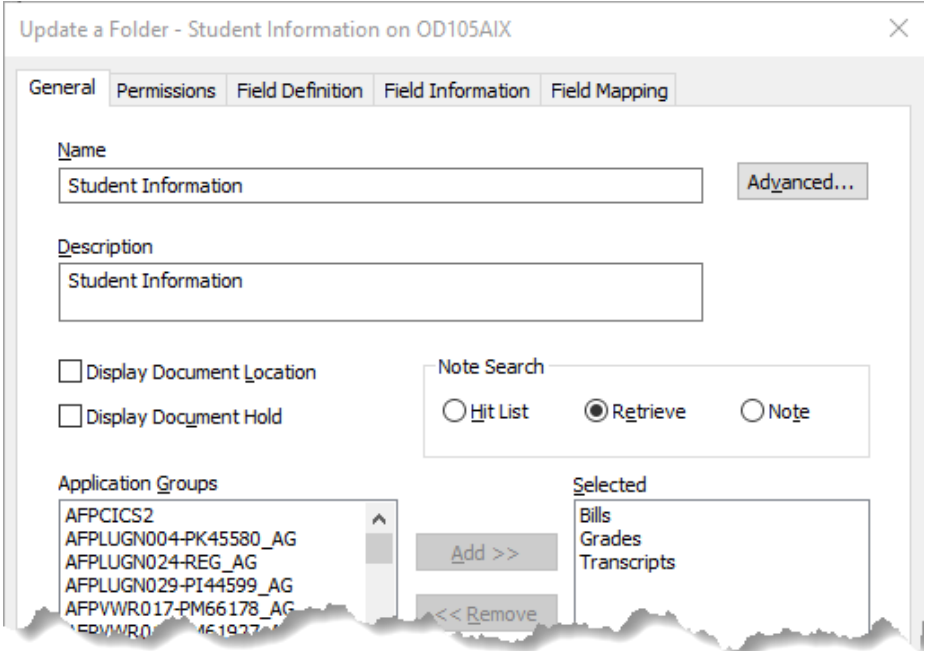 Update a Folder - Student Information on OD105AIX
General Permissions Field Definition Field Information Field Mapping
Name
Student Information
Advanced...
Description
Student Information
Display Document Location
Display Document Hold
Note Search
Hit List Retrieve Note
Application Groups
AFPCICS2
AFPLUGN004-PK45580_AG
AFPLUGN024-REG_AG
AFPLUGN029-PI44599_AG
AFPVWR017-PM66178_AG
Add >>
<< Remove
Selected
Bills
Grades
Transcripts